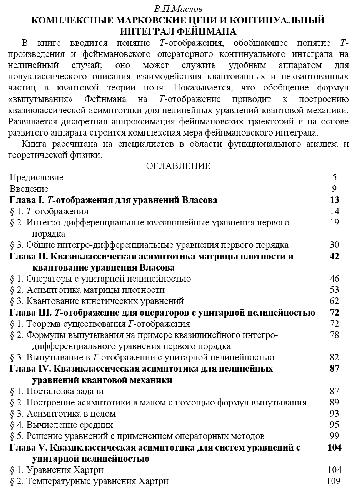 В.П.Маслов
КОМПЛЕКСНЫЕ МАРКОВСКИЕ ЦЕПИ И КОНТИНУАЛЬНЫЙ
ИНТЕГРАЛ ФЕЙНМАНА
В книге вводится понятие Т-отображения, обобщающее понятие Т-
произведения и фейнмановского операторного континуального интеграла на
нелинейный случай; оно может служить удобным аппаратом для
полуклассического описания взаимодействия квантованных и неквантованных
частиц в квантовой теории поля. Показывается, что обобщение формул
«выпутывания» Фейнмана на Т-отображение приводит к построению
квазиклассической асимптотики для нелинейных уравнений квантовой механики.
Развивается дискретная аппроксимация фейнмановских траекторий и на основе
развитого аппарата строится комплексная мера фейнмановского интеграла.
Книга рассчитана на специалистов в области функционального анализа и
теоретической физики.
ОГЛАВЛЕНИЕ
Предисловие 5
Введение 9
Глава I. Т-отображения для уравнений Власова 13
§ 1. Т-отображения 14
§ 2. Интегро-дифференциальные квазилинейные уравнения первого 19
порядка
§ 3. Общие интегро-дифференциальные уравнения первого порядка 30
Глава II. Квазиклассическая асимптотика матрицы плотности и 42
квантование уравнения Власова
§ 1. Операторы с унитарной нелинейностью 46
§ 2. Асимптотика матрицы плотности 53
§ 3. Квантование кинетических уравнений 62
Глава III. Т-отображение для операторов с унитарной нелинейностью 72
§ 1. Теорема существования Т-отображения 72
§ 2. Формулы выпутывания на примере квазилинейного интегро- 78
дифференциального уравнения первого порядка
§ 3. Выпутывание в Т-отображении с унитарной нелинейностью 82
Глава IV. Квазиклассическая асимптотика для нелинейных 87
уравнений квантовой механики
§ 1. Постановка задачи 87
§ 2. Построение асимптотики в малом с помощью формул выпутывания 89
§ 3. Асимптотика в целом 93
§ 4. Вычисление средних 95
§ 5. Решение уравнений с применением операторных методов 99
Глава V. Квазиклассическая асимптотика для систем уравнений с 104
унитарной нелинейностью
§ 1. Уравнения Хартри 104
§ 2. Температурные уравнения Хартри 109